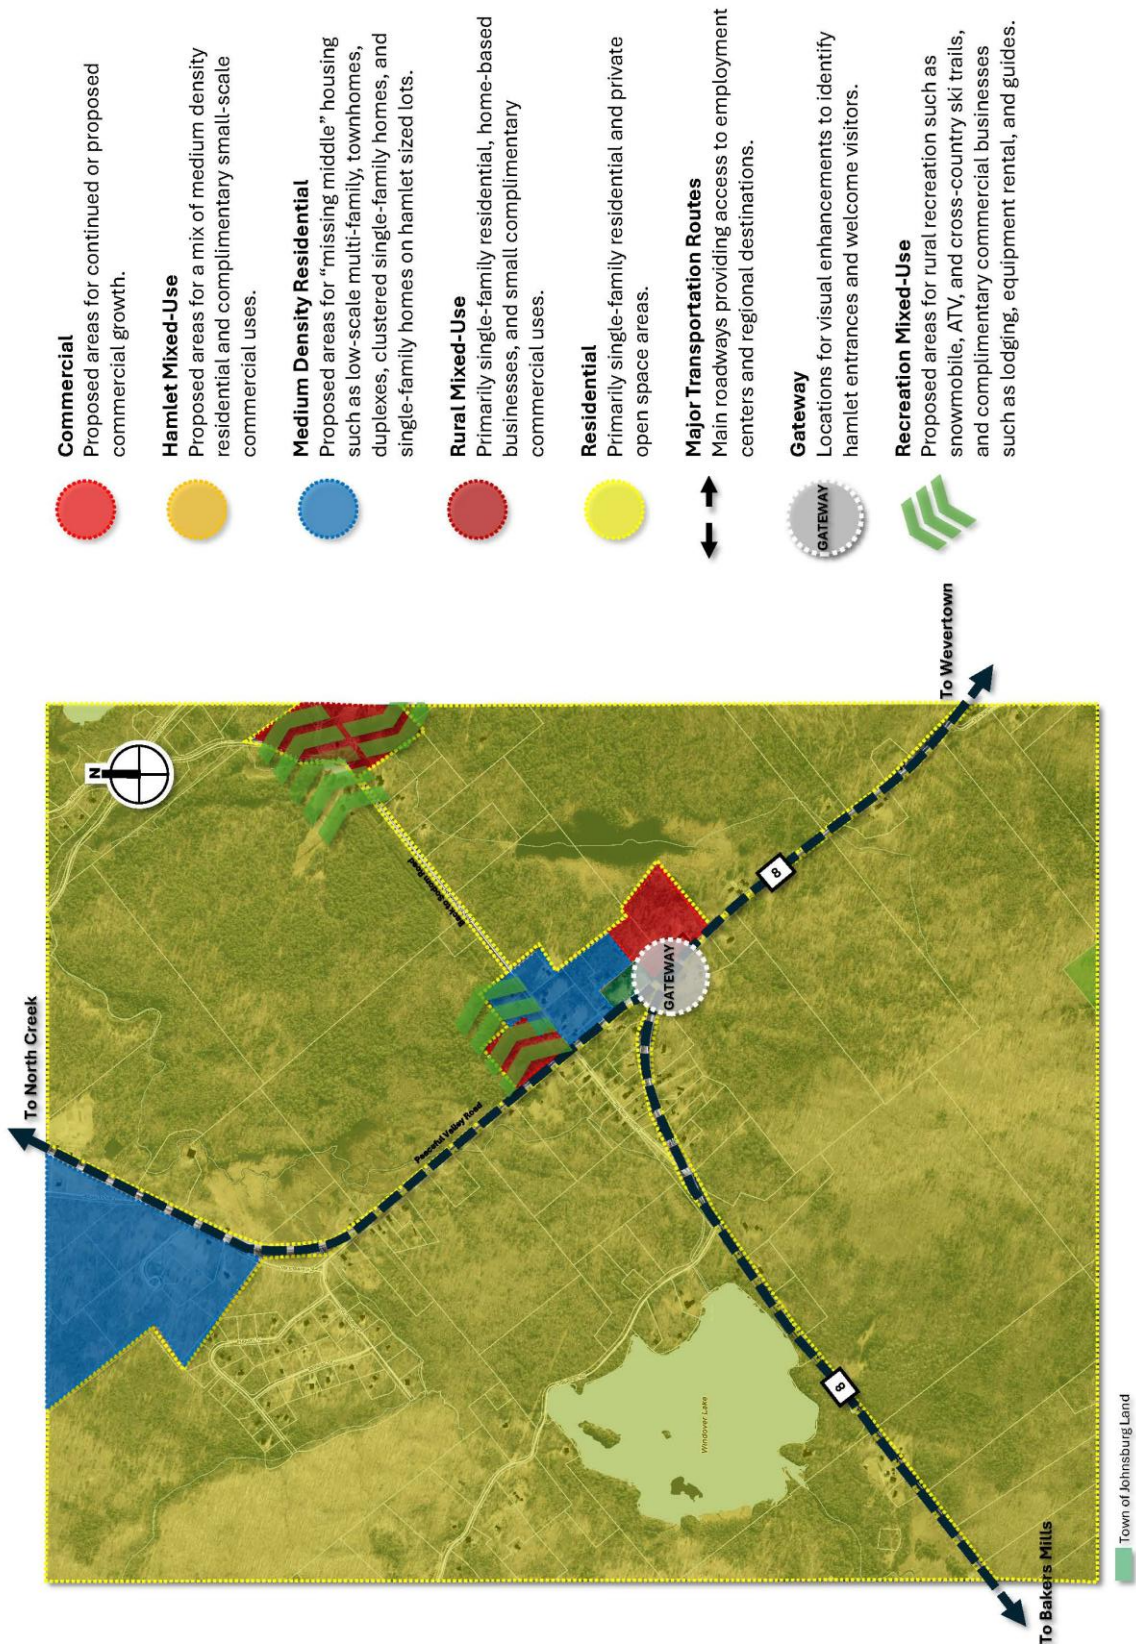 To North Creek
N
Peaceful Valley Road
GATEWAY
8
8
Windover Lake
To Wevertown
To Bakers Mills
Town of Johnsburg Land
Commercial
Proposed areas for continued or proposed
commercial growth.
Hamlet Mixed-Use
Proposed areas for a mix of medium density
residential and complimentary small-scale
commercial uses.
Medium Density Residential
Proposed areas for “missing middle” housing
such as low-scale multi-family, townhomes,
duplexes, clustered single-family homes, and
single-family homes on hamlet sized lots.
Rural Mixed-Use
Primarily single-family residential, home-based
businesses, and small complimentary
commercial uses.
Residential
Primarily single-family residential and private
open space areas.
Major Transportation Routes
Main roadways providing access to employment
centers and regional destinations.
GATEWAY
Gateway
Locations for visual enhancements to identify
hamlet entrances and welcome visitors.
Recreation Mixed-Use
Proposed areas for rural recreation such as
snowmobile, ATV, and cross-country ski trails,
and complimentary commercial businesses
such as lodging, equipment rental, and guides.